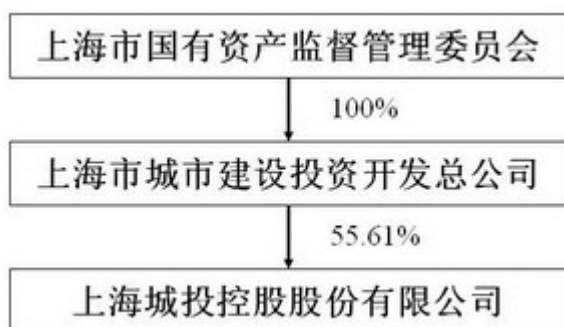 上海市国有资产监督管理委员会
100%
上海市城市建设投资开发总公司
55.61%
上海城投控股股份有限公司